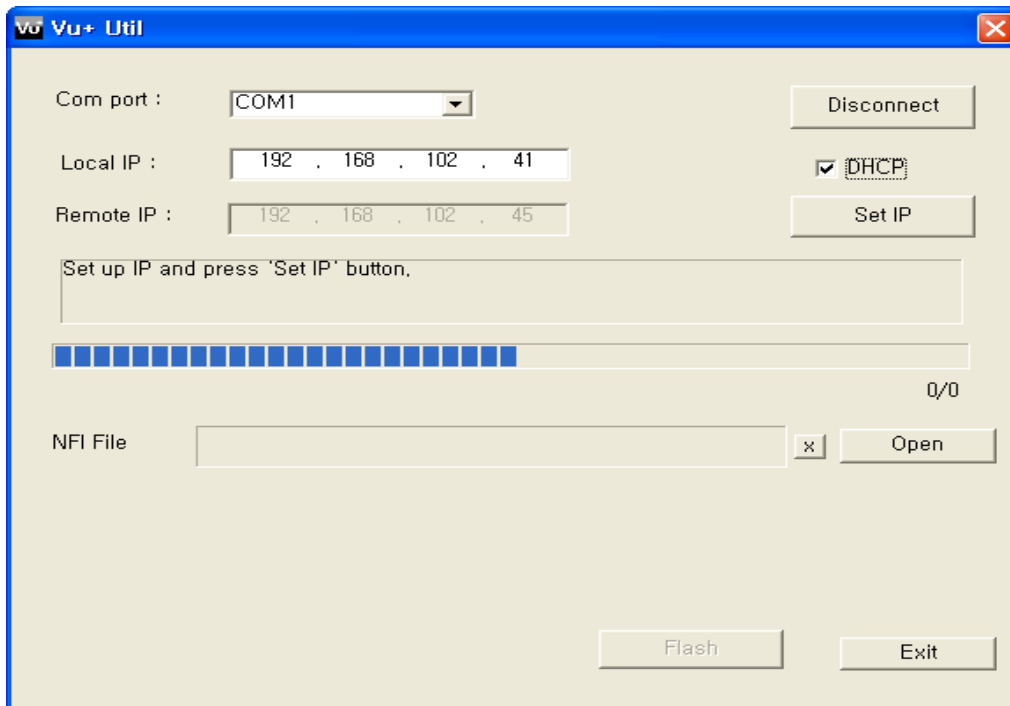 Vu+ Vu+ Util
Com port : COM1 Disconnect
Local IP : 192 . 168 . 102 . 41 DHCP
Remote IP : 192 . 168 . 102 . 45 Set IP
Set up IP and press 'Set IP' button,
0/0
NFI File x Open
Flash Exit